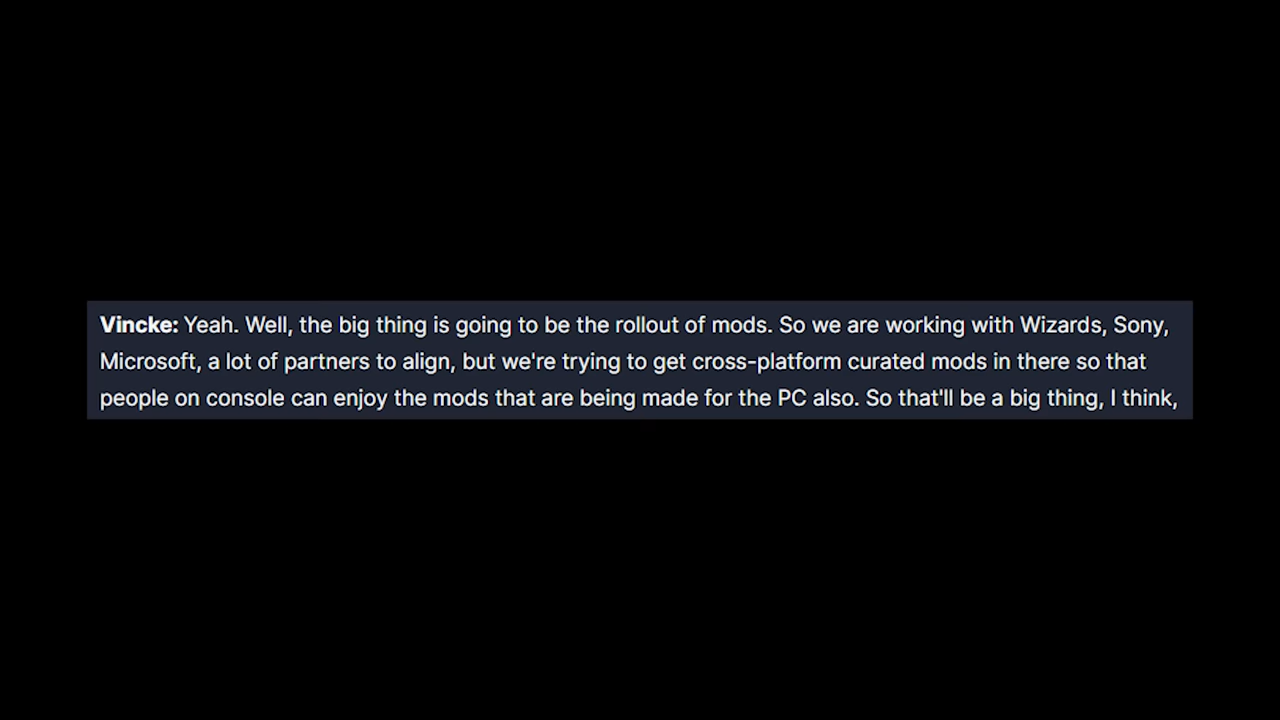 Vincke: Yeah. Well, the big thing is going to be the rollout of mods. So we are working with Wizards, Sony,
Microsoft, a lot of partners to align, but we're trying to get cross-platform curated mods in there so that
people on console can enjoy the mods that are being made for the PC also. So that'll be a big thing, I think,